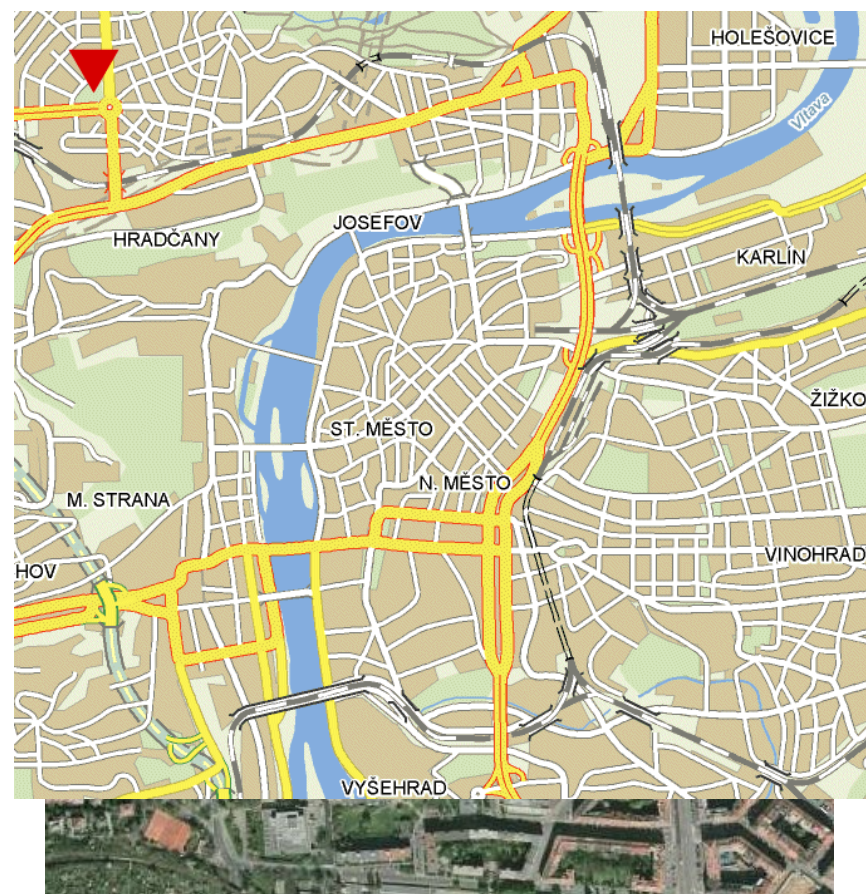 HOLEŠOVICE
Vltava
JOSEFOV
HRADČANY
KARLÍN
ŽIŽKO
ST. MĚSTO
N. MĚSTO
M. STRANA
VINOHRAD
HOV
VYŠEHRAD